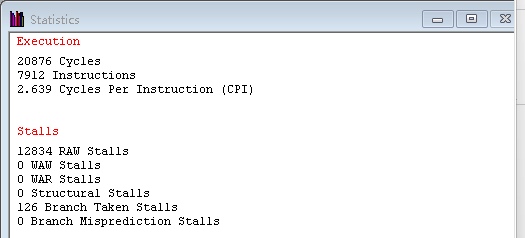 Statistics
Execution
20876 Cycles
7912 Instructions
2.639 Cycles Per Instruction (CPI)
Stalls
12834 RAW Stalls
0 WAW Stalls
0 WAR Stalls
0 Structural Stalls
126 Branch Taken Stalls
0 Branch Misprediction Stalls